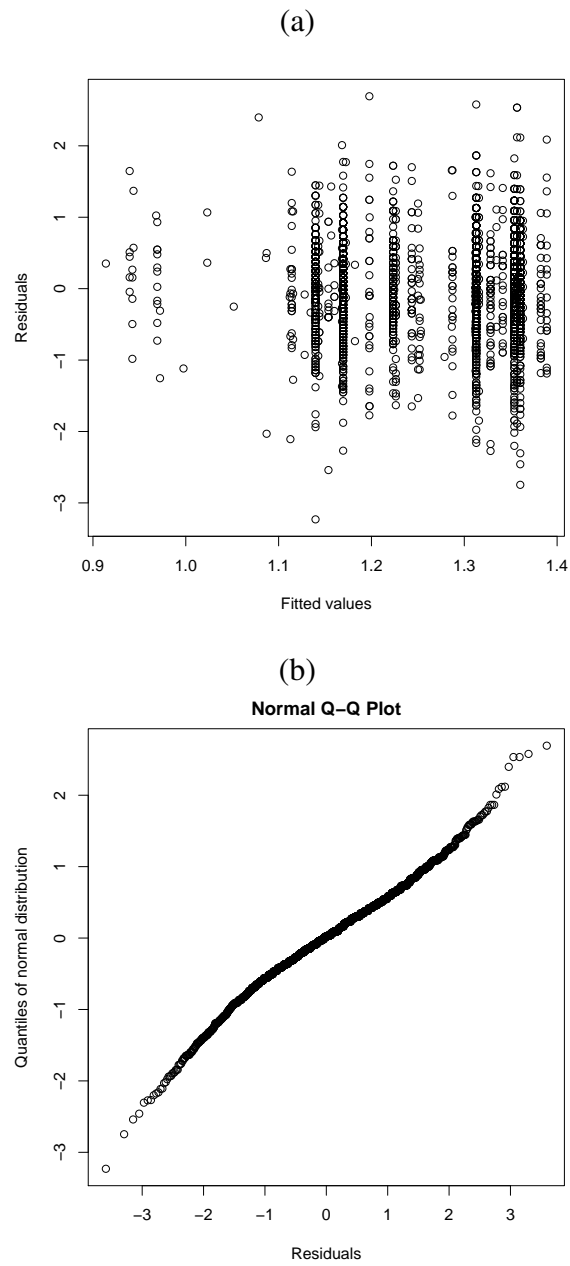 (a)
2
1
0
−1
−2
−3
Residuals
0.9 1.0 1.1 1.2 1.3 1.4
Fitted values
(b)
Normal Q−Q Plot
2
1
0
−1
−2
−3
Quantiles of normal distribution
−3 −2 −1 0 1 2 3
Residuals